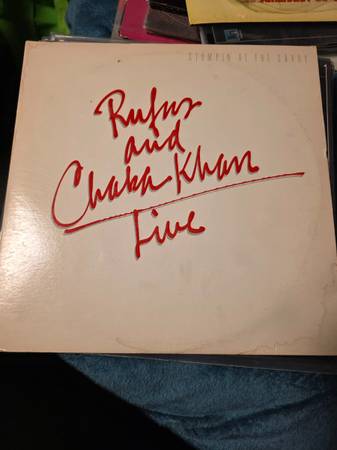 STOMPIN' AT THE SAVOY
Rufus
and
Chaka Khan
Live